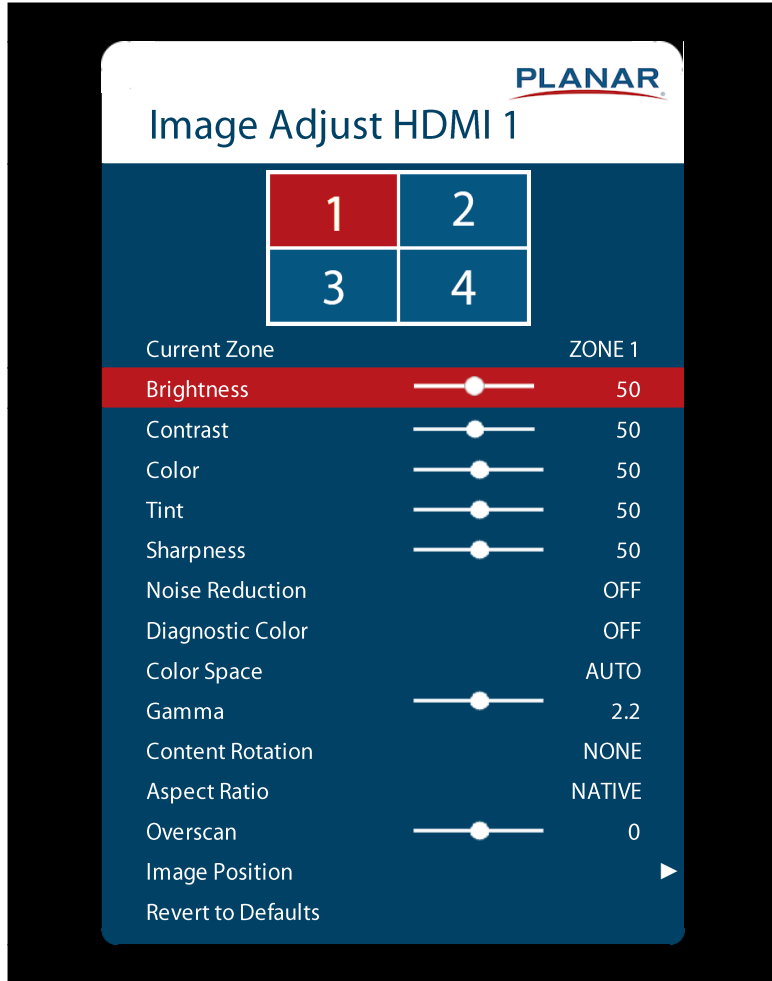 PLANAR
Image Adjust HDMI 1
1 2
3 4
Current Zone ZONE 1
Brightness 50
Contrast 50
Color 50
Tint 50
Sharpness 50
Noise Reduction OFF
Diagnostic Color OFF
Color Space AUTO
Gamma 2.2
Content Rotation NONE
Aspect Ratio NATIVE
Overscan 0
Image Position
Revert to Defaults